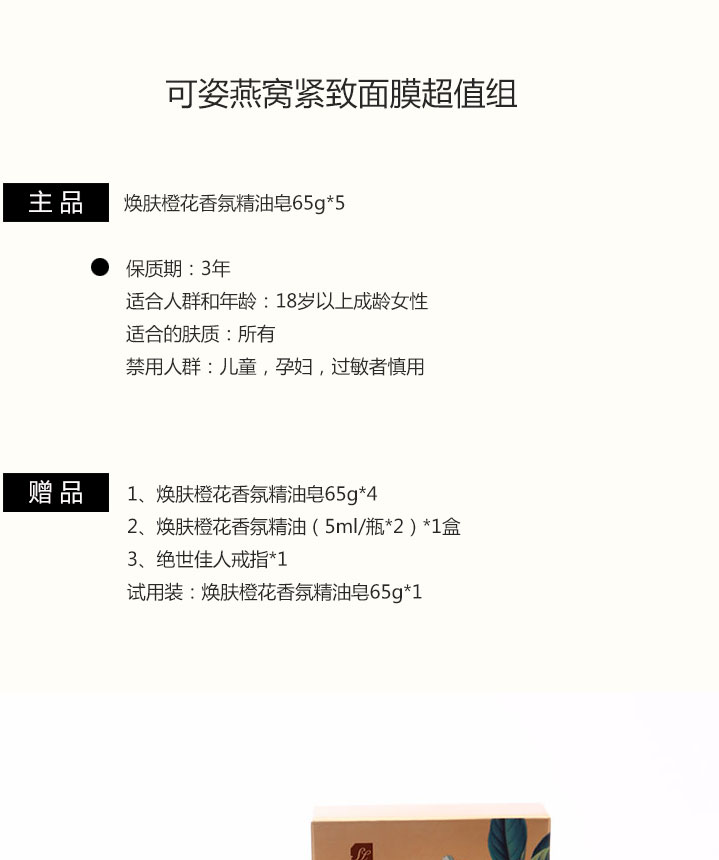 可姿燕窝紧致面膜超值组
主 品 焕肤橙花香氛精油皂65g*5
保质期：3年
适合人群和年龄：18岁以上成龄女性
适合的肤质：所有
禁用人群：儿童，孕妇，过敏者慎用
赠 品 1、焕肤橙花香氛精油皂65g*4
2、焕肤橙花香氛精油（5ml/瓶*2）*1盒
3、绝世佳人戒指*1
试用装：焕肤橙花香氛精油皂65g*1